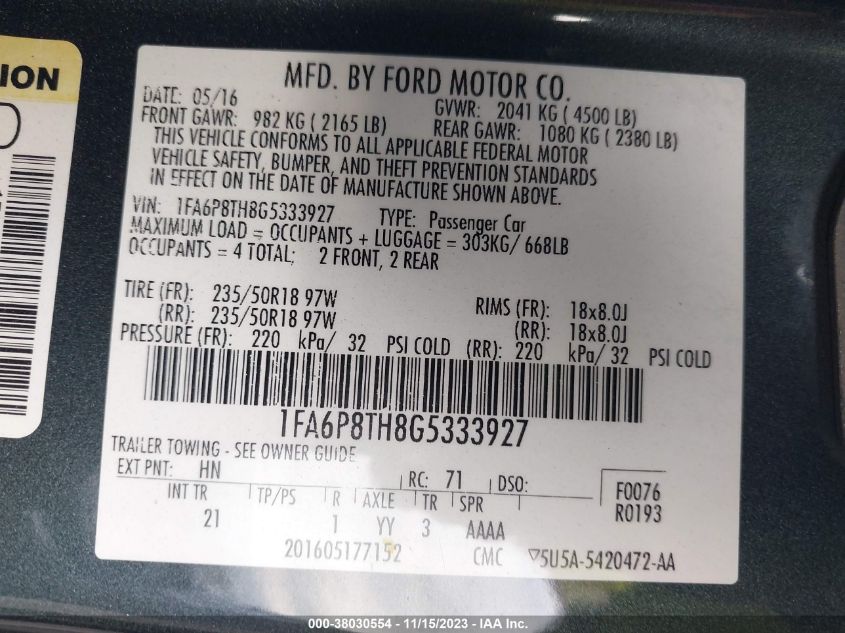 ION
MFD. BY FORD MOTOR CO.
DATE: 05/16 GVWR: 2041 KG ( 4500 LB)
FRONT GAWR: 982 KG ( 2165 LB) REAR GAWR: 1080 KG ( 2380 LB)
THIS VEHICLE CONFORMS TO ALL APPLICABLE FEDERAL MOTOR
VEHICLE SAFETY, BUMPER, AND THEFT PREVENTION STANDARDS
IN EFFECT ON THE DATE OF MANUFACTURE SHOWN ABOVE.
VIN: 1FA6P8TH8G5333927 TYPE: Passenger Car
MAXIMUM LOAD = OCCUPANTS + LUGGAGE = 303KG/ 668LB
OCCUPANTS = 4 TOTAL; 2 FRONT, 2 REAR
TIRE (FR): 235/50R18 97W RIMS (FR): 18x8.0J
(RR): 235/50R18 97W (RR): 18x8.0J
PRESSURE (FR): 220 kPa/ 32 PSI COLD (RR): 220 kPa/ 32 PSI COLD
1FA6P8TH8G5333927
TRAILER TOWING - SEE OWNER GUIDE
EXT PNT: HN RC: 71 DSO: F0076
INT TR TP/PS R AXLE TR SPR R0193
21 1 YY 3 AAAA
201605177152 CMC 5U5A-5420472-AA
000- -38030554 - 11/15/2023 - IAA Inc.